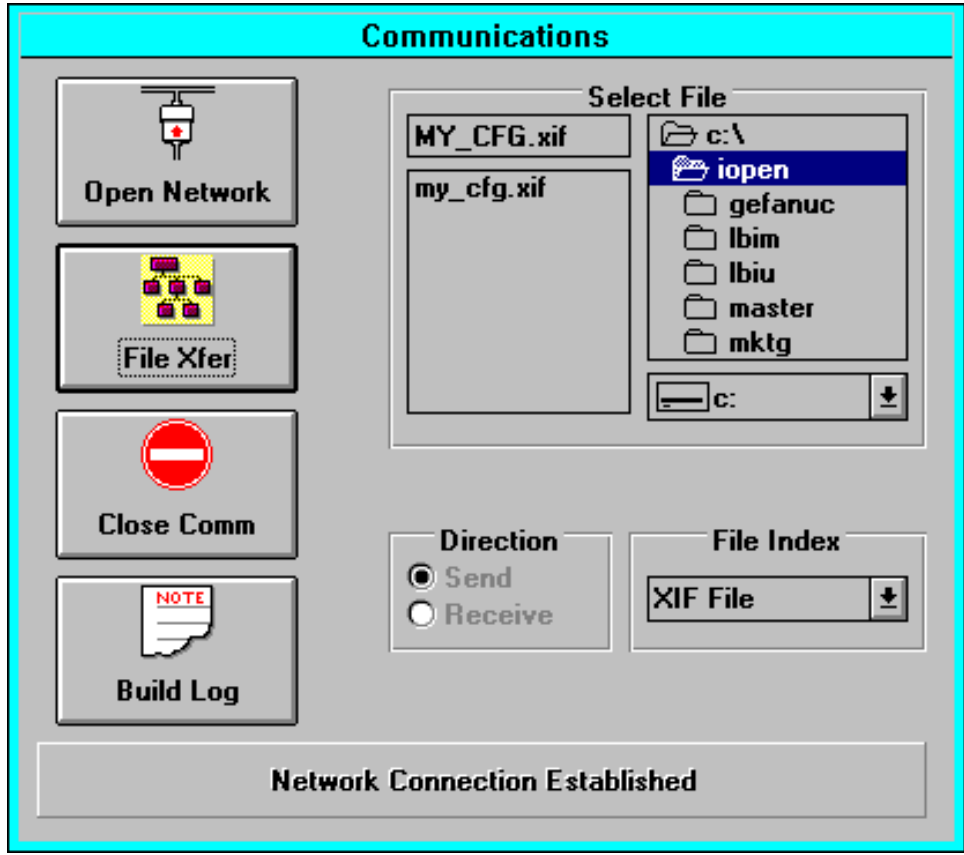 Communications
Open Network
File Xfer
Close Comm
NOTE
Build Log
Select File
MY_CFG.xif
my_cfg.xif
c:\
iopen
gefanuc
lbim
lbiu
master
mktg
c:
Direction
Send
Receive
File Index
XIF File
Network Connection Established